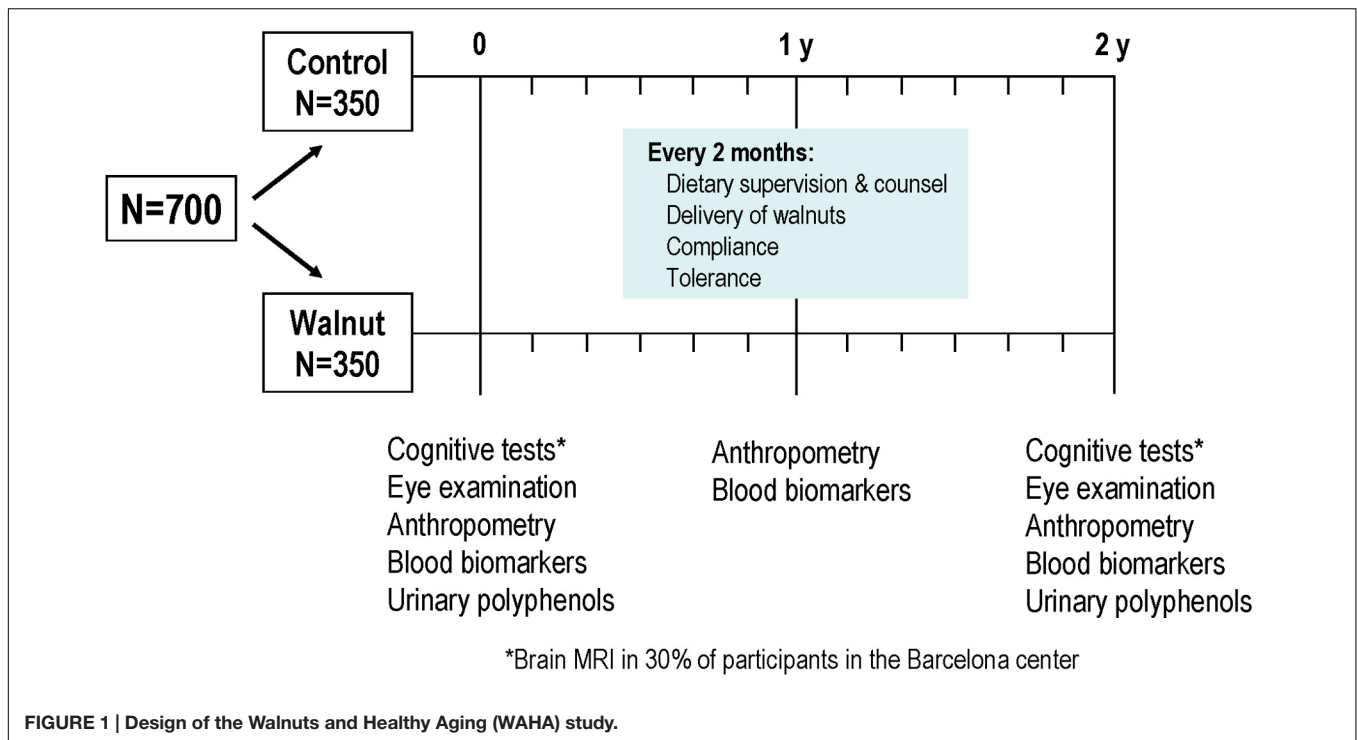 0
1 y
2 y
Control
N=350
N=700
Walnut
N=350
Every 2 months:
Dietary supervision & counsel
Delivery of walnuts
Compliance
Tolerance
Cognitive tests*
Eye examination
Anthropometry
Blood biomarkers
Urinary polyphenols
Anthropometry
Blood biomarkers
Cognitive tests*
Eye examination
Anthropometry
Blood biomarkers
Urinary polyphenols
*Brain MRI in 30% of participants in the Barcelona center
FIGURE 1 | Design of the Walnuts and Healthy Aging (WAHA) study.